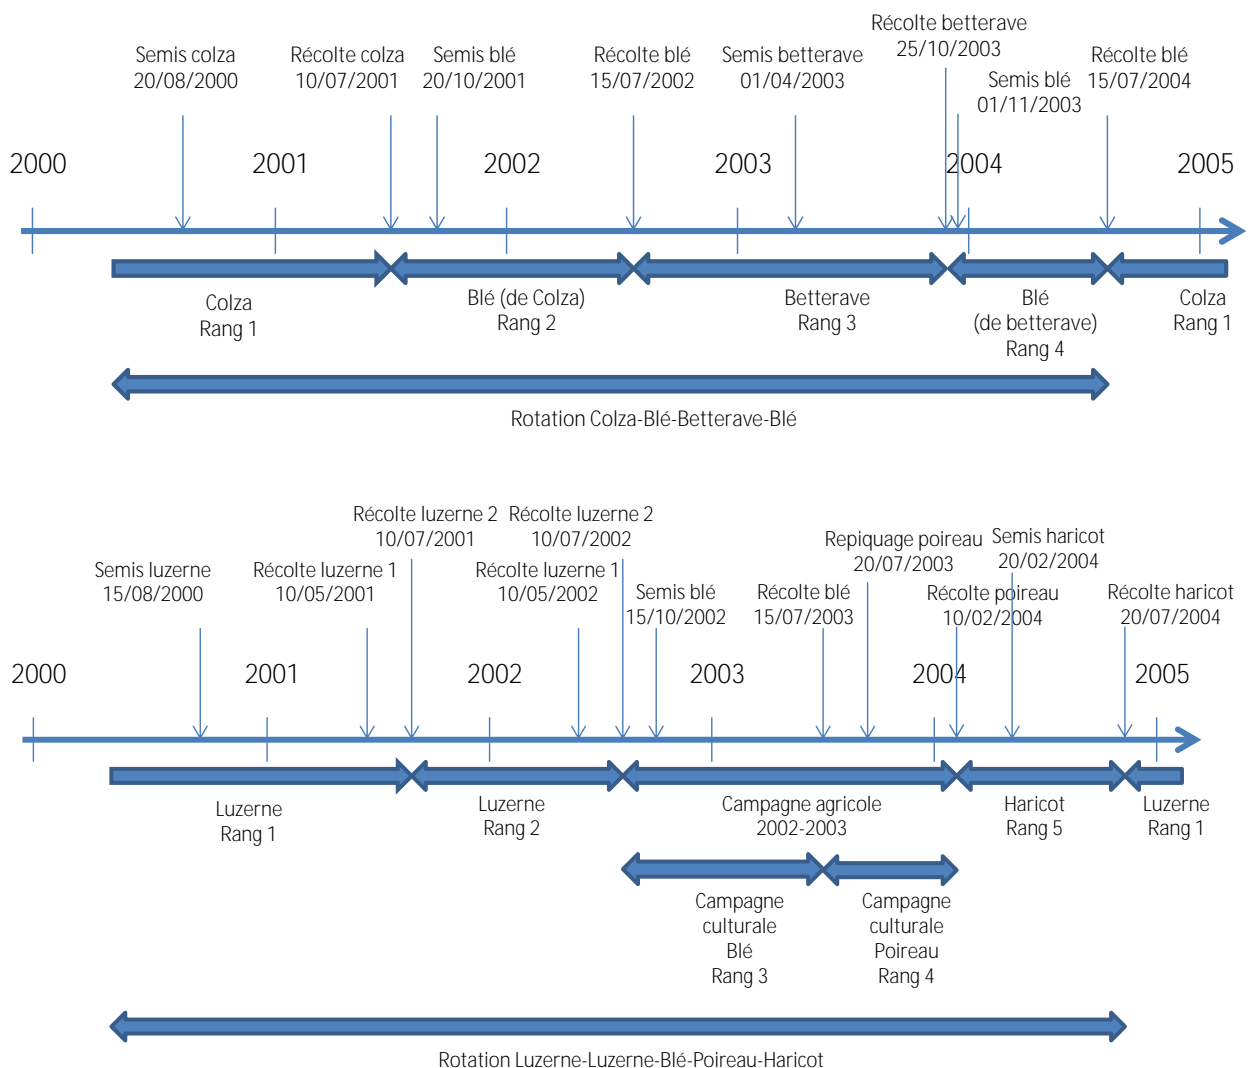 Récolte betterave
25/10/2003
Semis colza
20/08/2000
Récolte colza
10/07/2001
Semis blé
20/10/2001
Récolte blé
15/07/2002
Semis betterave
01/04/2003
Semis blé
01/11/2003
Récolte blé
15/07/2004
2000
2001
2002
2003
2004
2005
Colza
Rang 1
Blé (de Colza)
Rang 2
Betterave
Rang 3
Blé
(de betterave)
Rang 4
Colza
Rang 1
Rotation Colza-Blé-Betterave-Blé
Récolte luzerne 2
10/07/2001
Récolte luzerne 2
10/07/2002
Repiquage poireau
20/07/2003
Semis haricot
20/02/2004
Semis luzerne
15/08/2000
Récolte luzerne 1
10/05/2001
Récolte luzerne 1
10/05/2002
Semis blé
15/10/2002
Récolte blé
15/07/2003
Récolte poireau
10/02/2004
Récolte haricot
20/07/2004
2000
2001
2002
2003
2004
2005
Luzerne
Rang 1
Luzerne
Rang 2
Campagne agricole
2002-2003
Haricot
Rang 5
Luzerne
Rang 1
Campagne
culturale
Blé
Rang 3
Campagne
culturale
Poireau
Rang 4
Rotation Luzerne-Luzerne-Blé-Poireau-Haricot